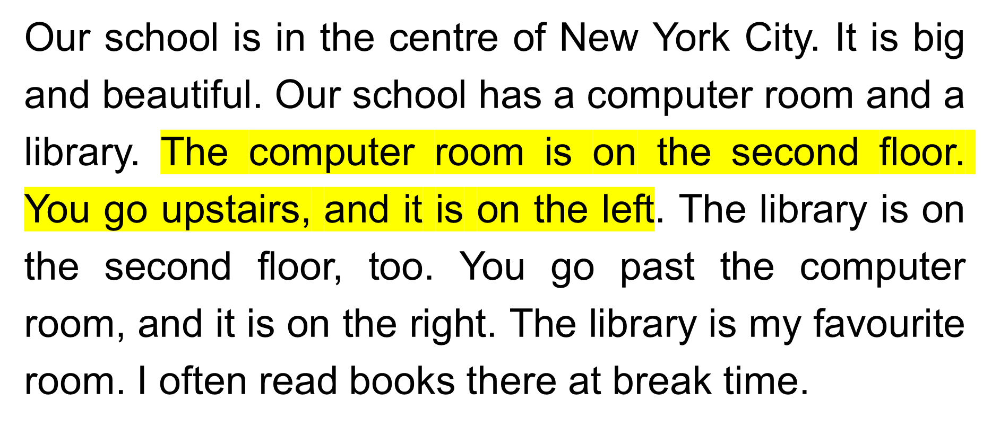 Our school is in the centre of New York City. It is big
and beautiful. Our school has a computer room and a
library. The computer room is on the second floor.
You go upstairs, and it is on the left. The library is on
the second floor, too. You go past the computer
room, and it is on the right. The library is my favourite
room. I often read books there at break time.